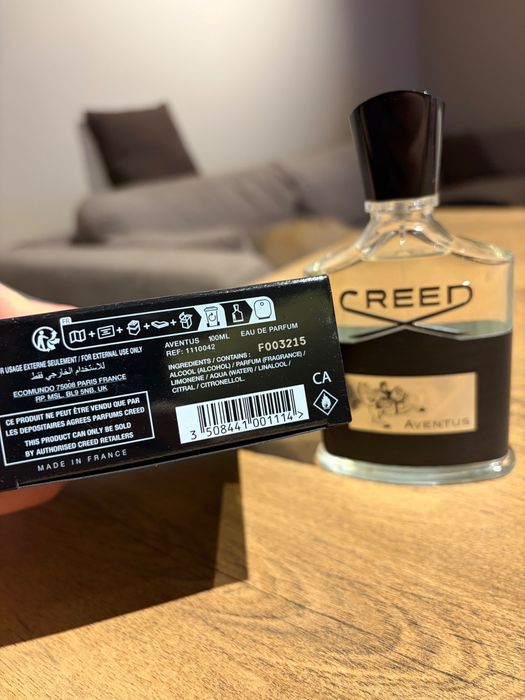 FR
AVENTUS 100ML EAU DE PARFUM
REF: 1110042
F003215
INGREDIENTS / CONTAINS :
ALCOOL (ALCOHOL) / PARFUM (FRAGRANCE) /
LIMONENE / AQUA (WATER) / LINALOOL /
CITRAL / CITRONELLOL.
R USAGE EXTERNE SEULEMENT / FOR EXTERNAL USE ONLY
للاستخدام الخارجي فقط
ECOMUNDO 75008 PARIS FRANCE
RP. MSL. BL9 5NB. UK
CE PRODUIT NE PEUT ÊTRE VENDU QUE PAR
LES DEPOSITAIRES AGREES PARFUMS CREED
THIS PRODUCT CAN ONLY BE SOLD
BY AUTHORISED CREED RETAILERS
MADE IN FRANCE
3 508441 001114 >
CA
CREED
AVENTUS